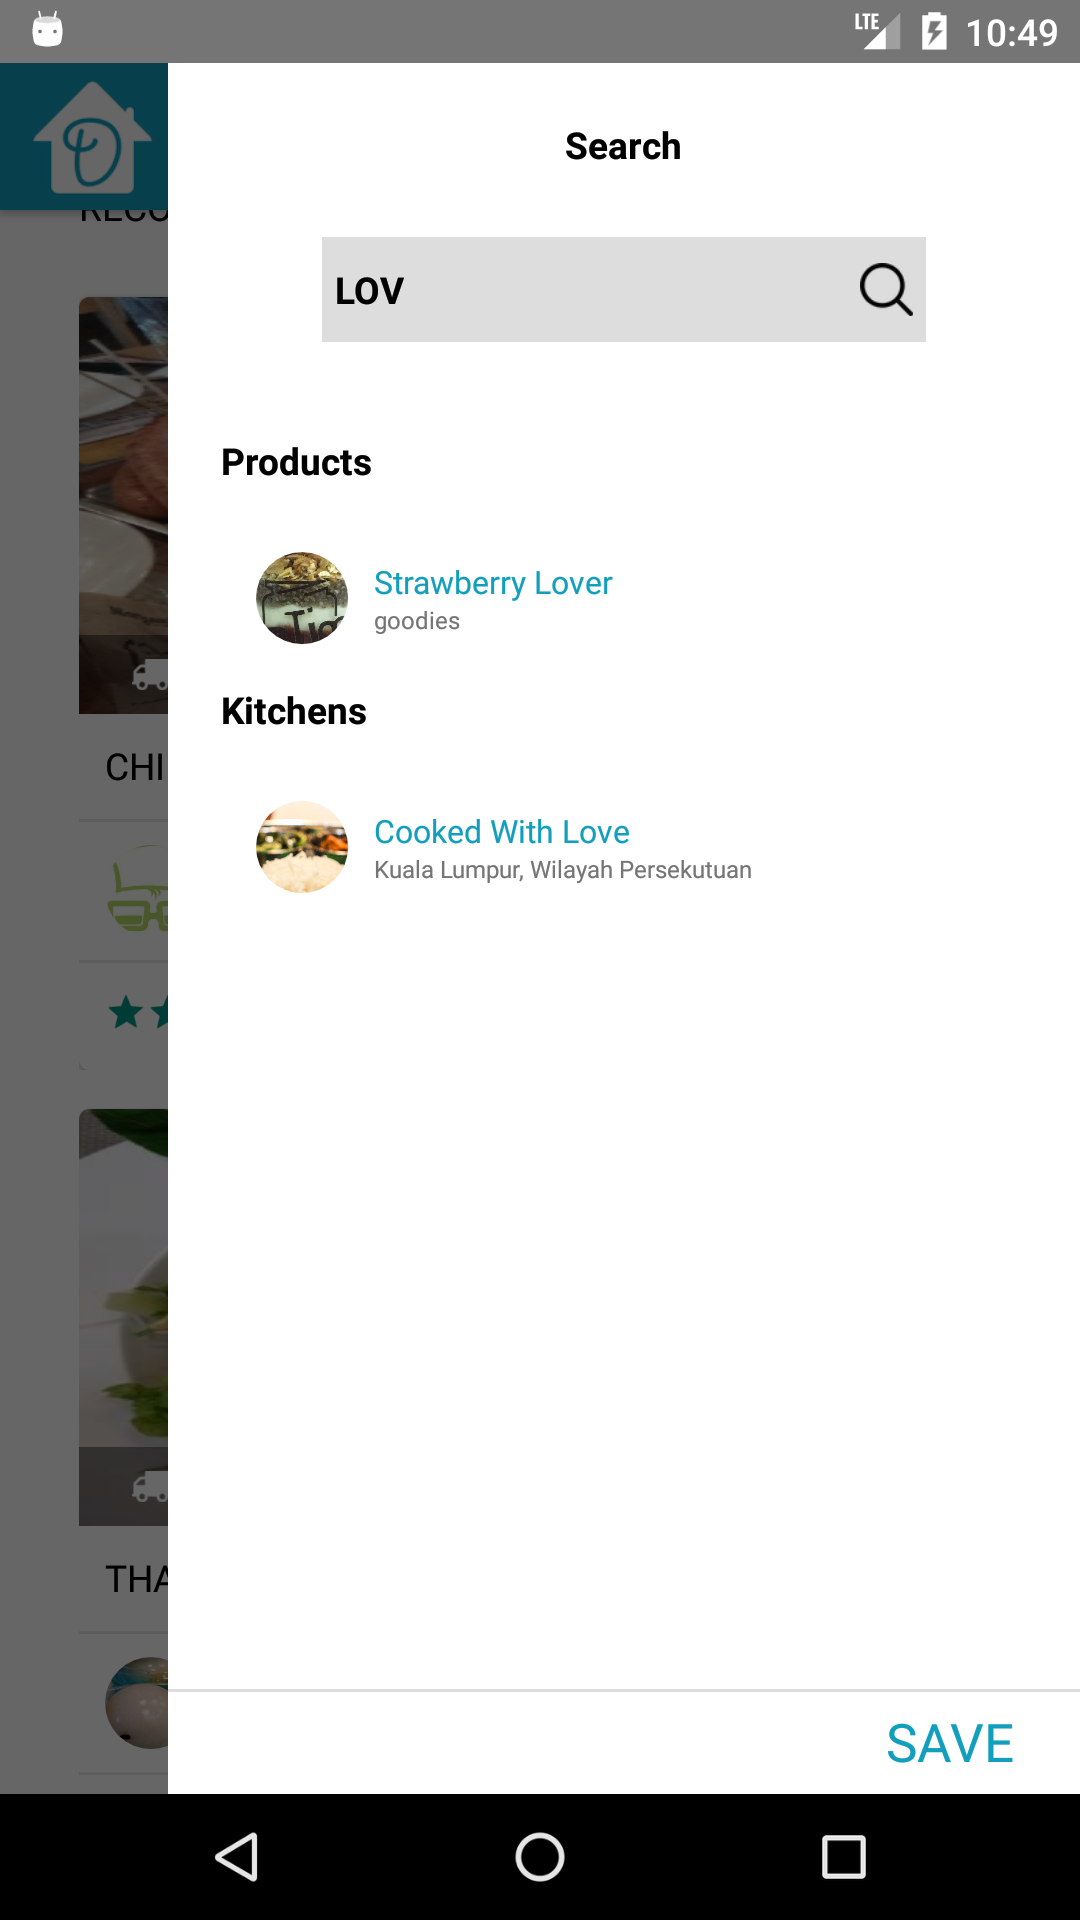 LTE 10:49
RECO
Search
LOV
Products
Strawberry Lover
goodies
CHI
Kitchens
Cooked With Love
Kuala Lumpur, Wilayah Persekutuan
THA
SAVE